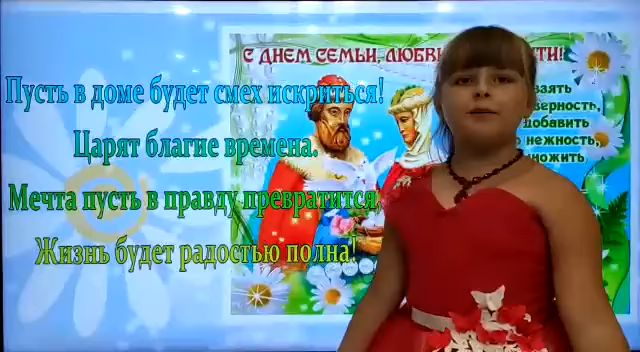 С ДНЕМ СЕМЬИ, ЛЮБВИ
Пусть в доме будет смех искриться!
Царят благие времена.
Мечта пусть в правду превратится,
Жизнь будет радостью полна!
добавить
нежность,